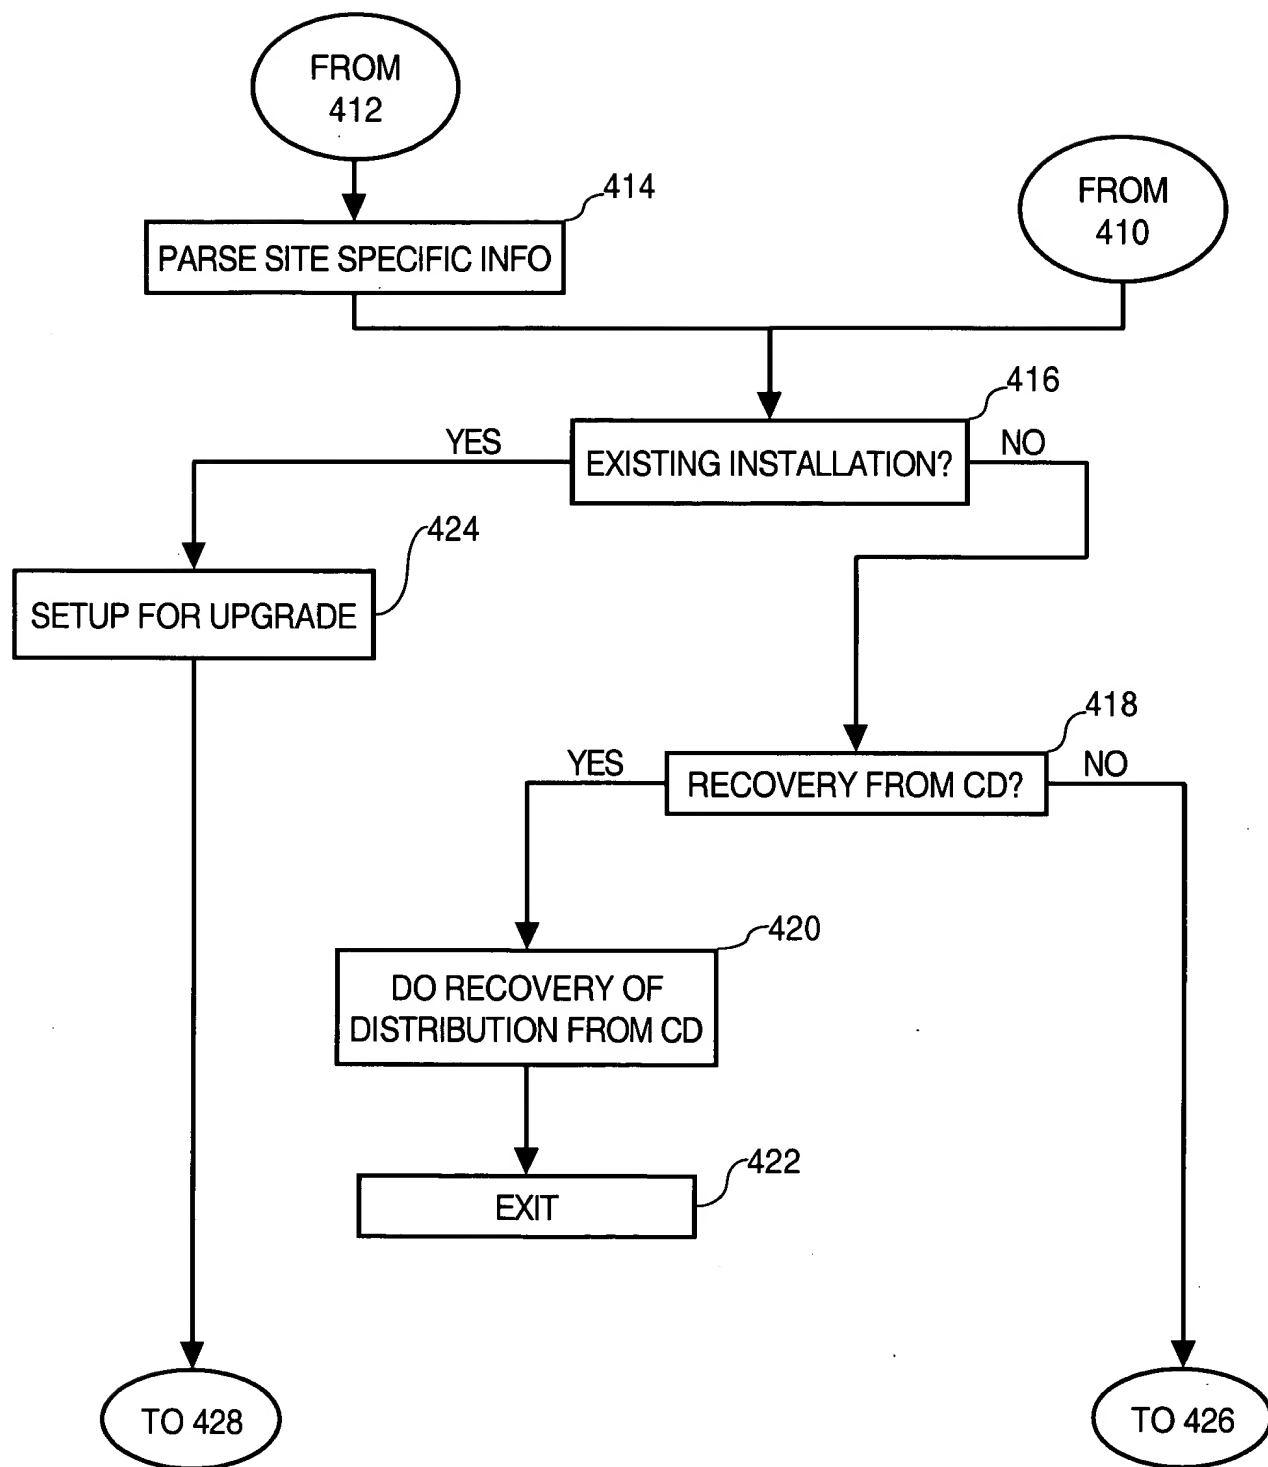 FROM
412
414
FROM
410
PARSE SITE SPECIFIC INFO
416
YES
EXISTING INSTALLATION?
NO
424
SETUP FOR UPGRADE
418
YES
RECOVERY FROM CD?
NO
420
DO RECOVERY OF
DISTRIBUTION FROM CD
422
EXIT
TO 428
TO 426